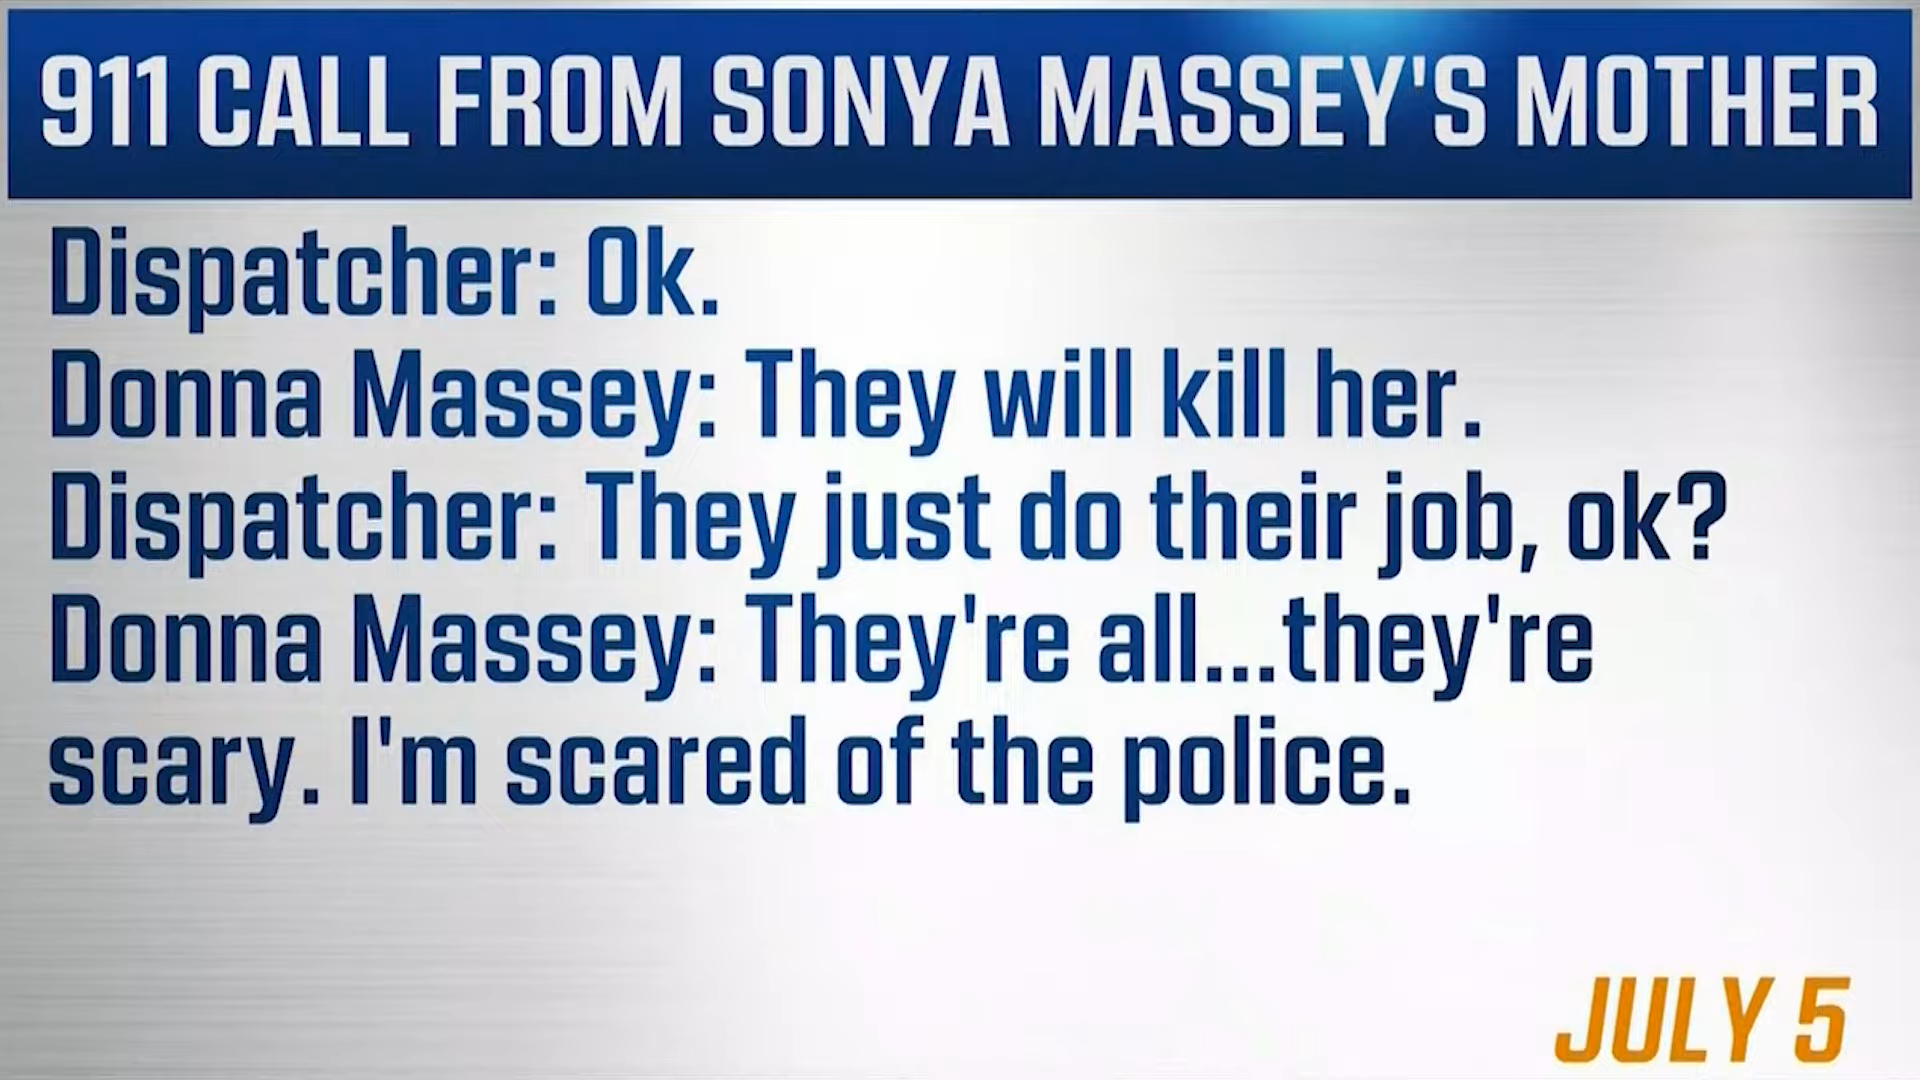 911 CALL FROM SONYA MASSEY'S MOTHER
Dispatcher: Ok.
Donna Massey: They will kill her.
Dispatcher: They just do their job, ok?
Donna Massey: They're all...they're
scary. I'm scared of the police.
JULY 5